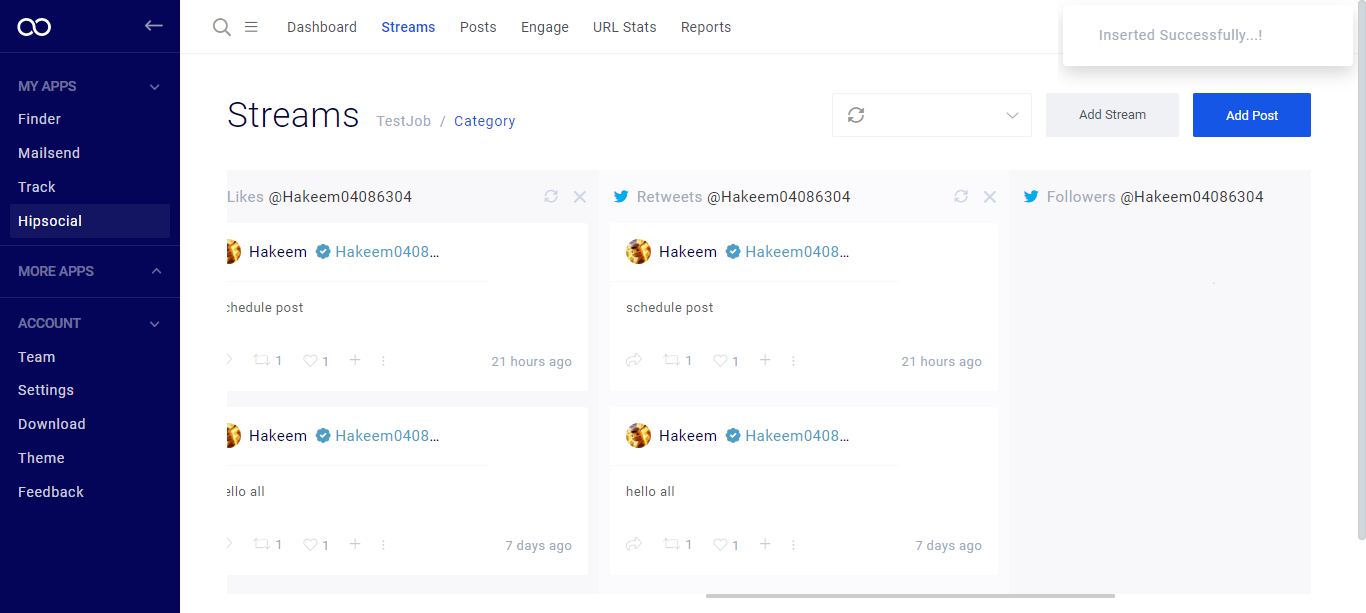 Dashboard Streams Posts Engage URL Stats Reports
Inserted Successfully...!
MY APPS
Finder
Mailsend
Track
Hipsocial
MORE APPS
ACCOUNT
Team
Settings
Download
Theme
Feedback
Streams TestJob / Category
Add Stream
Add Post
Likes @Hakeem04086304
Hakeem Hakeem0408...
chedule post
1 1 21 hours ago
Hakeem Hakeem0408...
ello all
1 1 7 days ago
Retweets @Hakeem04086304
Hakeem Hakeem0408...
schedule post
1 1 21 hours ago
Hakeem Hakeem0408...
hello all
1 1 7 days ago
Followers @Hakeem04086304